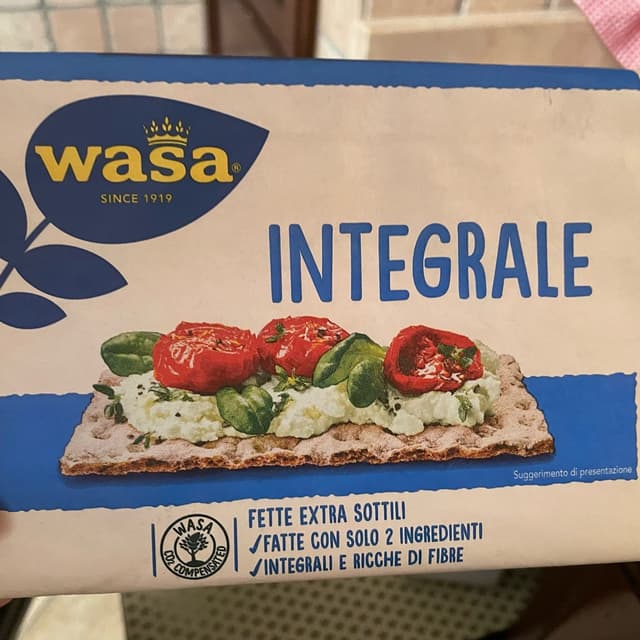 wasa®
SINCE 1919
INTEGRALE
Suggerimento di presentazione
FETTE EXTRA SOTTILI
✓FATTE CON SOLO 2 INGREDIENTI
✓INTEGRALI E RICCHE DI FIBRE
WASA
CO2 COMPENSATED